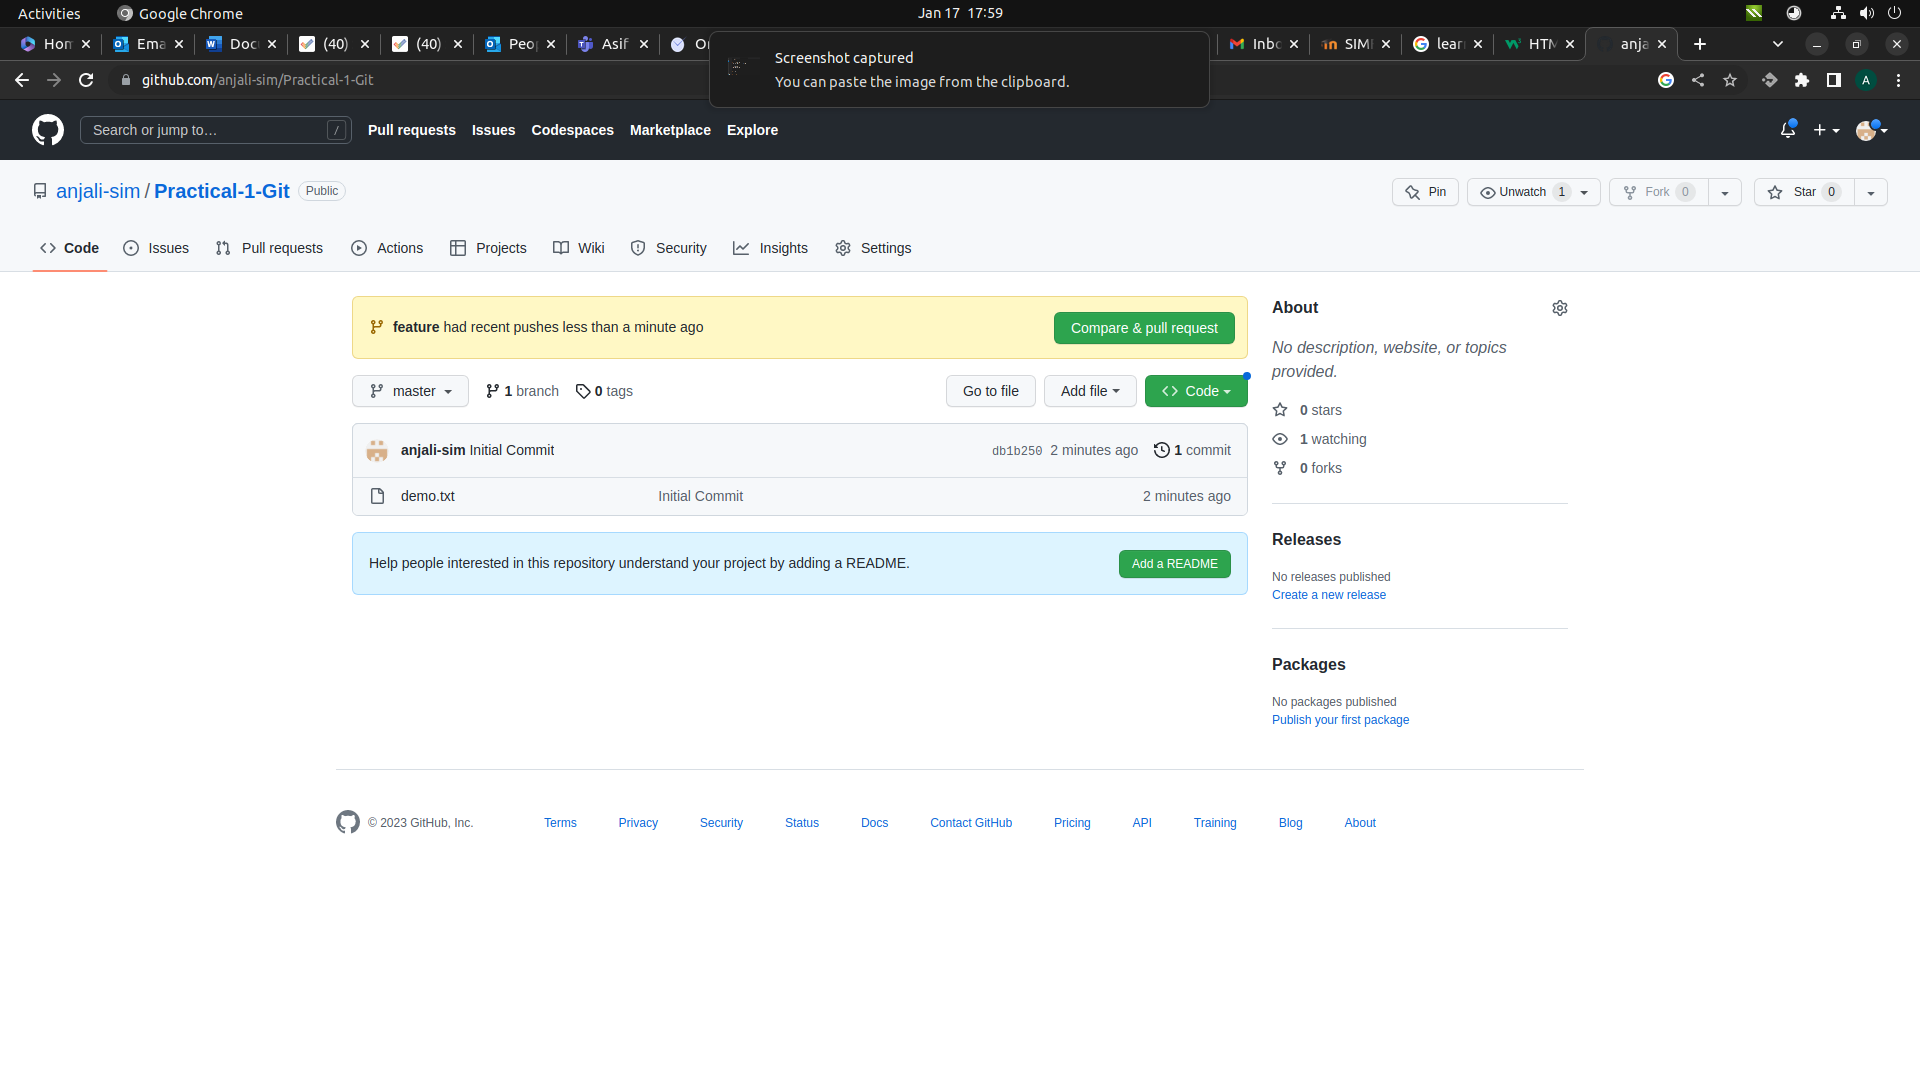 Activities Google Chrome Jan 17 17:59
Hom Ema Doc (40) (40) Peop Asif Or Inbo SIM learn HTM anja
Screenshot captured
You can paste the image from the clipboard.
github.com/anjali-sim/Practical-1-Git A
Search or jump to… / Pull requests Issues Codespaces Marketplace Explore
anjali-sim / Practical-1-Git Public Pin Unwatch 1 Fork 0 Star 0
Code Issues Pull requests Actions Projects Wiki Security Insights Settings
feature had recent pushes less than a minute ago Compare & pull request
master 1 branch 0 tags Go to file Add file Code
anjali-sim Initial Commit db1b250 2 minutes ago 1 commit
demo.txt Initial Commit 2 minutes ago
Help people interested in this repository understand your project by adding a README. Add a README
About
No description, website, or topics
provided.
0 stars
1 watching
0 forks
Releases
No releases published
Create a new release
Packages
No packages published
Publish your first package
© 2023 GitHub, Inc. Terms Privacy Security Status Docs Contact GitHub Pricing API Training Blog About